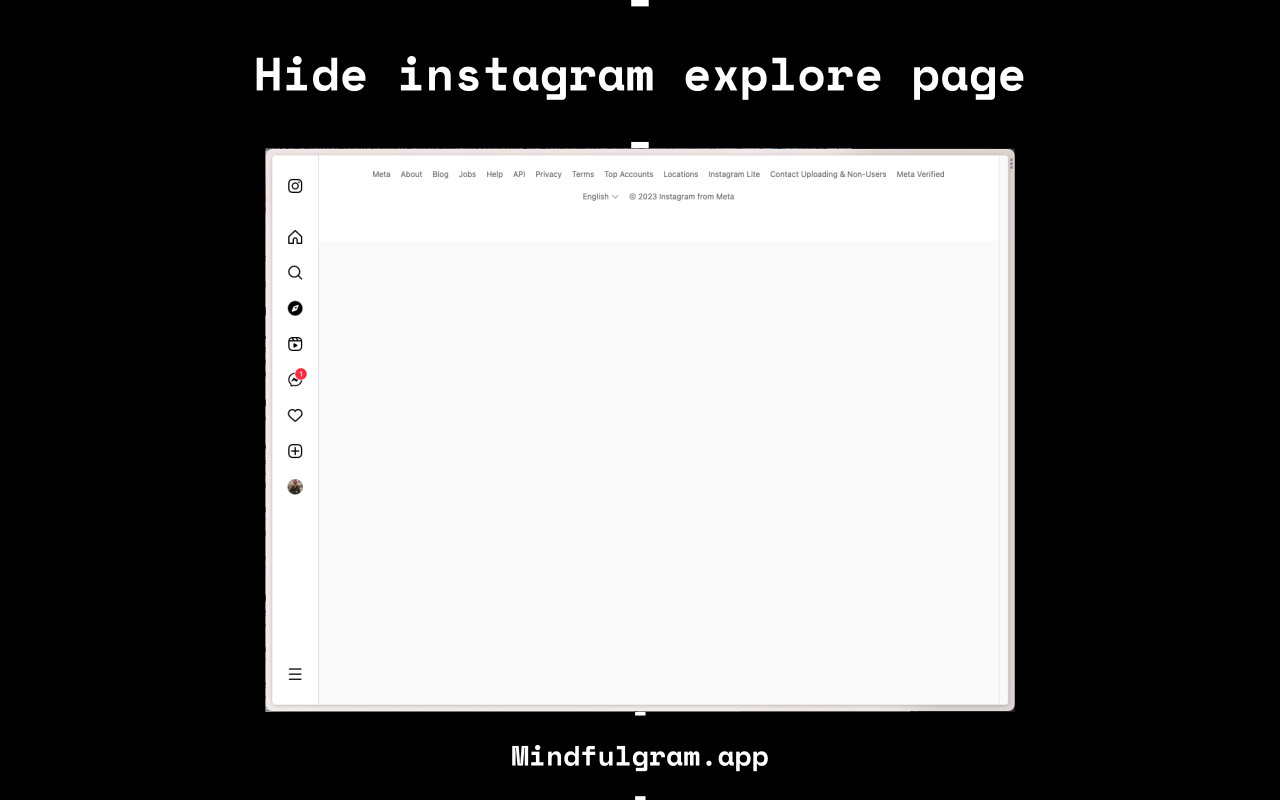 Hide instagram explore page
Meta About Blog Jobs Help API Privacy Terms Top Accounts Locations Instagram Lite Contact Uploading & Non-Users Meta Verified
English © 2023 Instagram from Meta
1
Mindfulgram.app